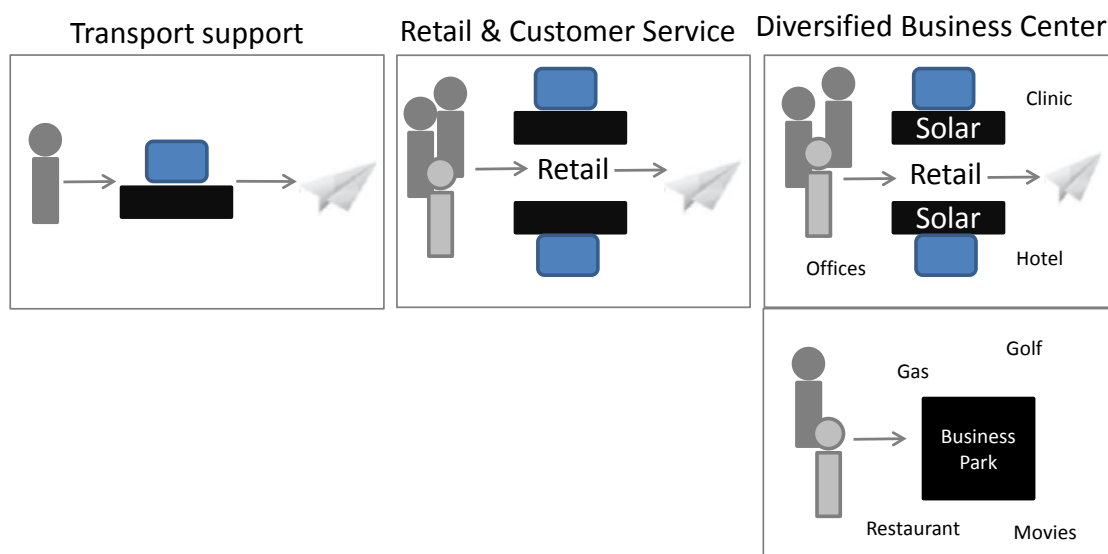 Transport support
Retail & Customer Service
Diversified Business Center
Retail
Solar
Clinic
Retail
Solar
Offices
Hotel
Golf
Gas
Business
Park
Restaurant
Movies